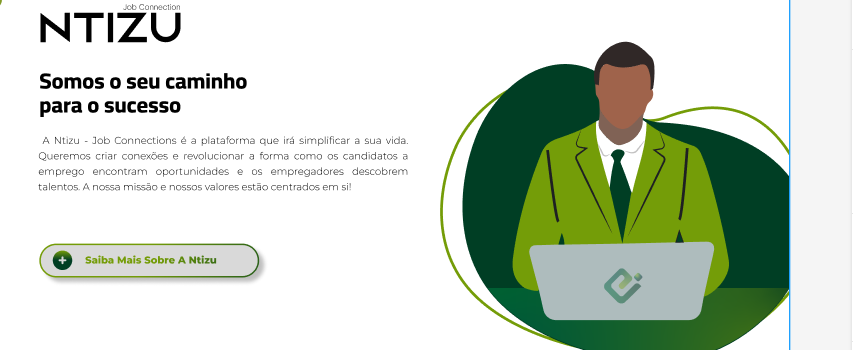 Job Connection
NTIZU
Somos o seu caminho
para o sucesso
A Ntizu - Job Connections é a plataforma que irá simplificar a sua vida.
Queremos criar conexões e revolucionar a forma como os candidatos a
emprego encontram oportunidades e os empregadores descobrem
talentos. A nossa missão e nossos valores estão centrados em si!
Saiba Mais Sobre A Ntizu